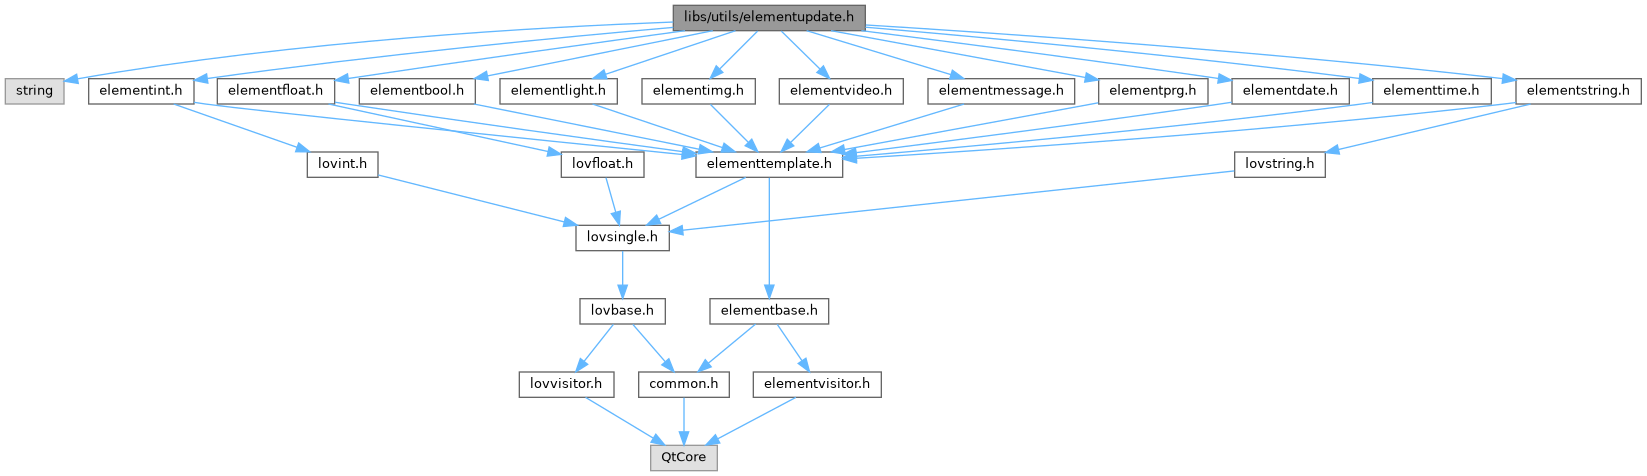 libs/utils/elementupdate.h
string
elementint.h
elementfloat.h
elementbool.h
elementlight.h
elementimg.h
elementvideo.h
elementmessage.h
elementprg.h
elementdate.h
elementtime.h
elementstring.h
lovint.h
lovfloat.h
elementtemplate.h
lovstring.h
lovsingle.h
lovbase.h
elementbase.h
lovvisitor.h
common.h
elementvisitor.h
QtCore